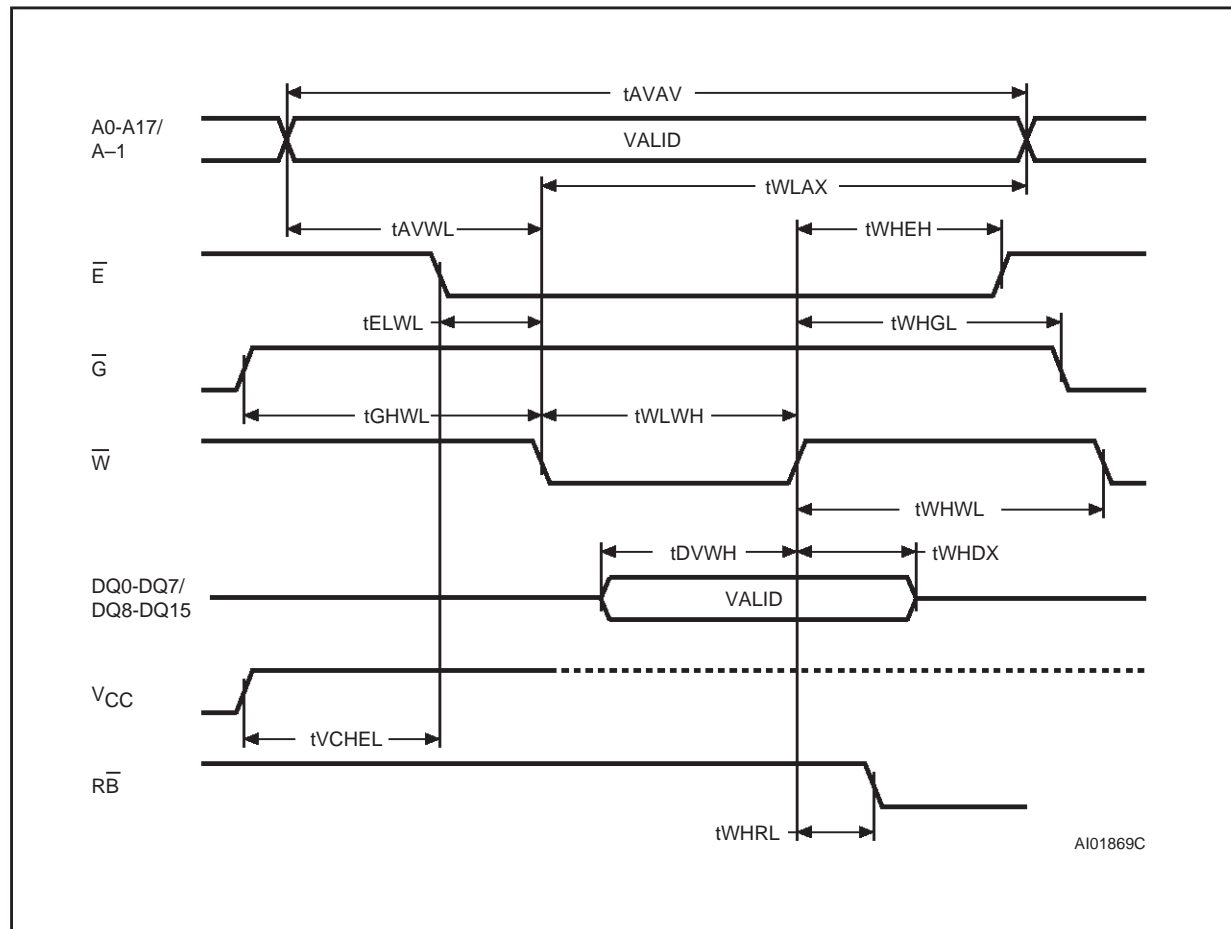 tAVAV
A0-A17/
A–1
VALID
tWLAX
tAVWL
tWHEH
E̅
tELWL
tWHGL
G̅
tGHWL
tWLWH
W̅
tWHWL
tDVWH
tWHDX
DQ0-DQ7/
DQ8-DQ15
VALID
VCC
tVCHEL
RB̅
tWHRL
AI01869C